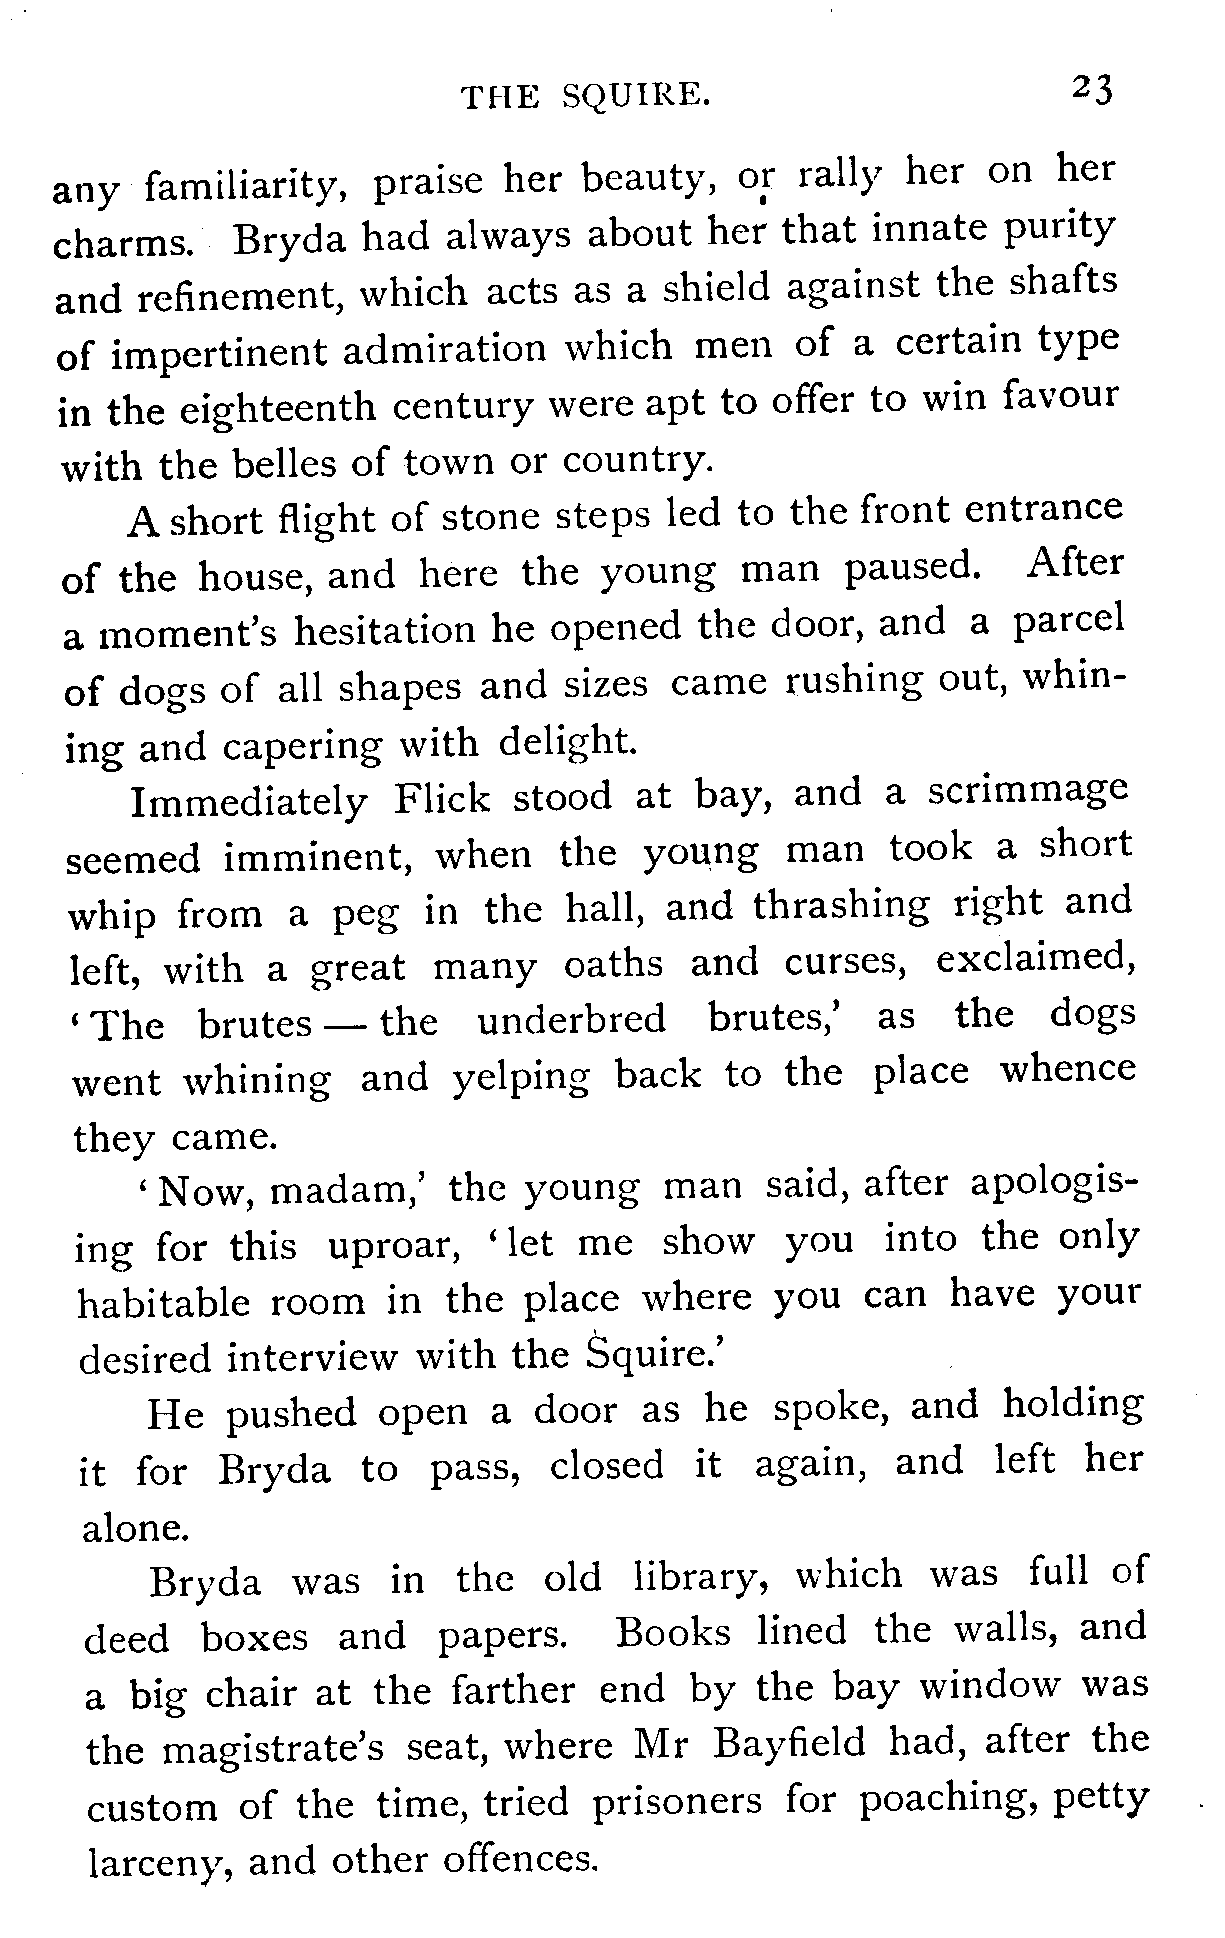 THE SQUIRE. 23
any familiarity, praise her beauty, or rally her on her
charms. Bryda had always about her that innate purity
and refinement, which acts as a shield against the shafts
of impertinent admiration which men of a certain type
in the eighteenth century were apt to offer to win favour
with the belles of town or country.
A short flight of stone steps led to the front entrance
of the house, and here the young man paused. After
a moment's hesitation he opened the door, and a parcel
of dogs of all shapes and sizes came rushing out, whin-
ing and capering with delight.
Immediately Flick stood at bay, and a scrimmage
seemed imminent, when the young man took a short
whip from a peg in the hall, and thrashing right and
left, with a great many oaths and curses, exclaimed,
‘The brutes — the underbred brutes,’ as the dogs
went whining and yelping back to the place whence
they came.
‘Now, madam,’ the young man said, after apologis-
ing for this uproar, ‘let me show you into the only
habitable room in the place where you can have your
desired interview with the Squire.’
He pushed open a door as he spoke, and holding
it for Bryda to pass, closed it again, and left her
alone.
Bryda was in the old library, which was full of
deed boxes and papers. Books lined the walls, and
a big chair at the farther end by the bay window was
the magistrate's seat, where Mr Bayfield had, after the
custom of the time, tried prisoners for poaching, petty
larceny, and other offences.